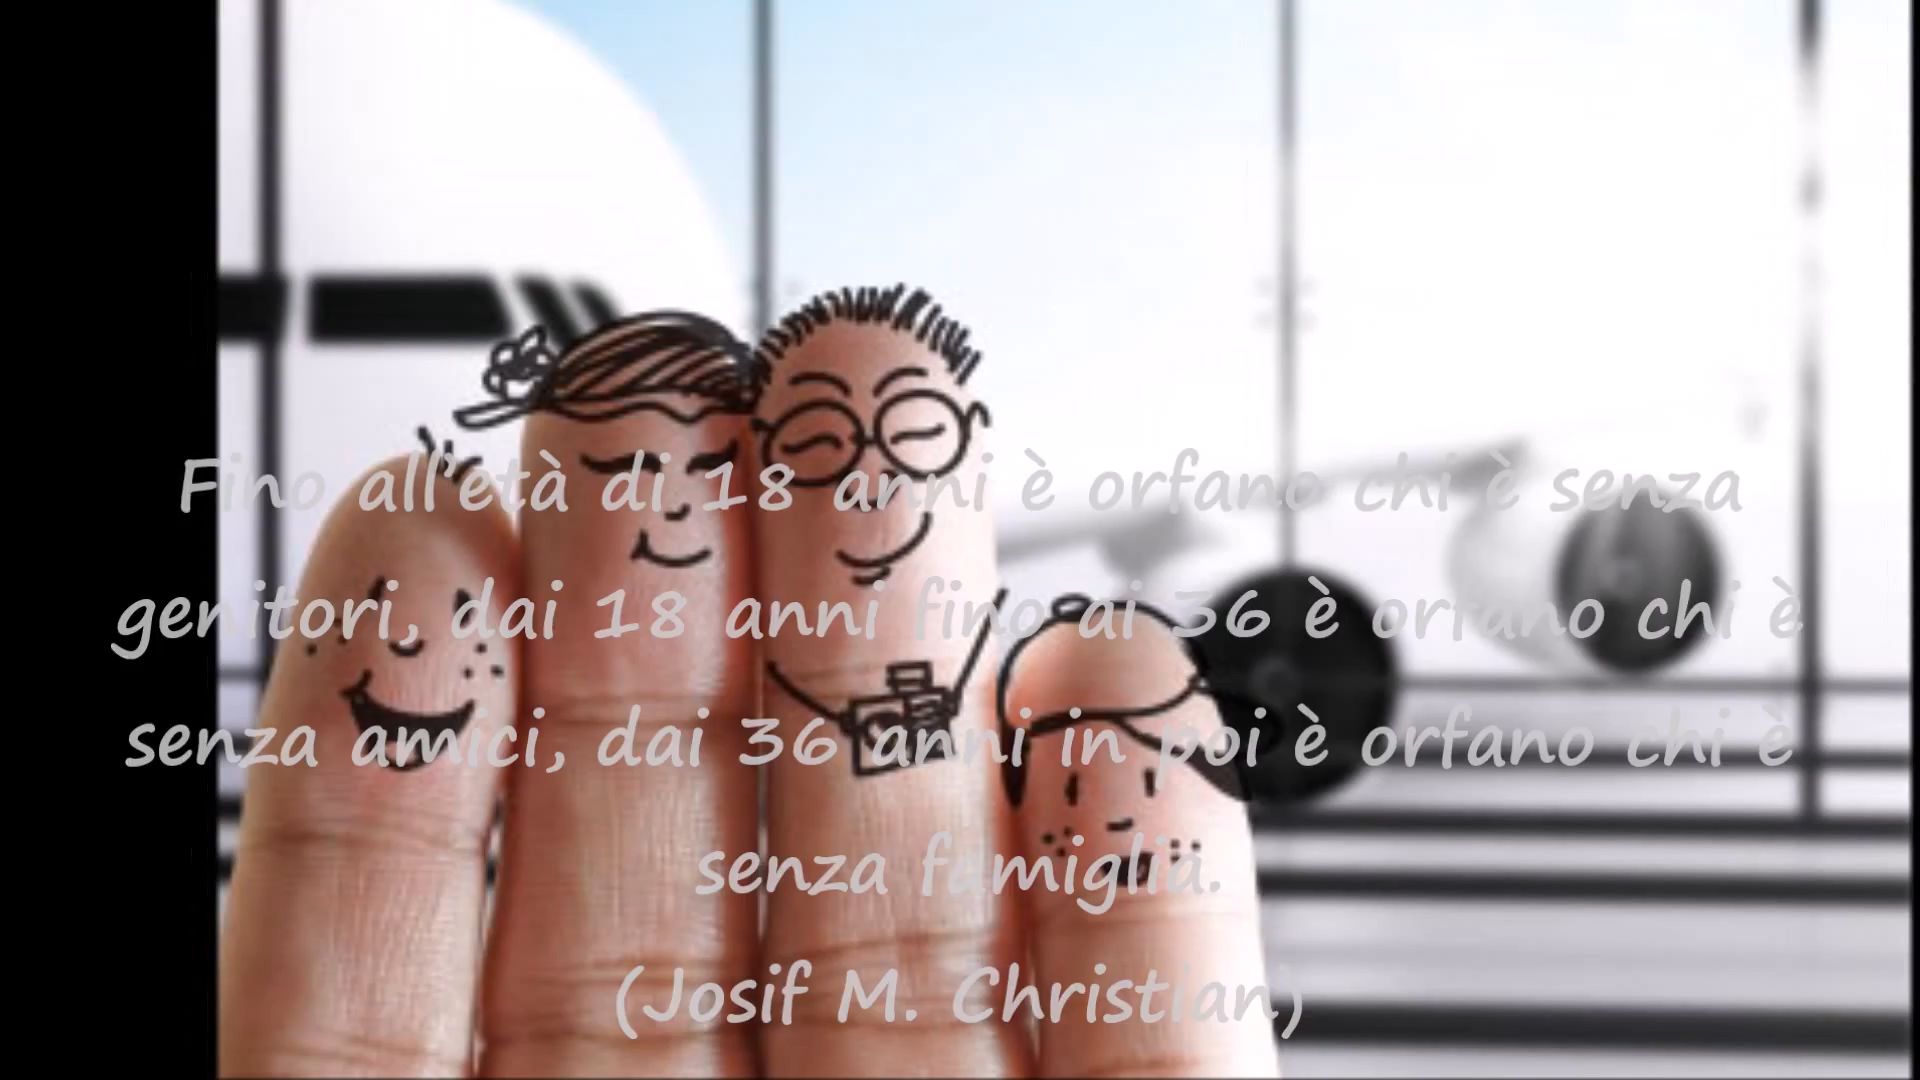 Fino all'età di 18 anni è orfano chi è senza
genitori, dai 18 anni fino ai 36 è orfano chi è
senza amici, dai 36 anni in poi è orfano chi è
senza famiglia.
(Josif M. Christian)